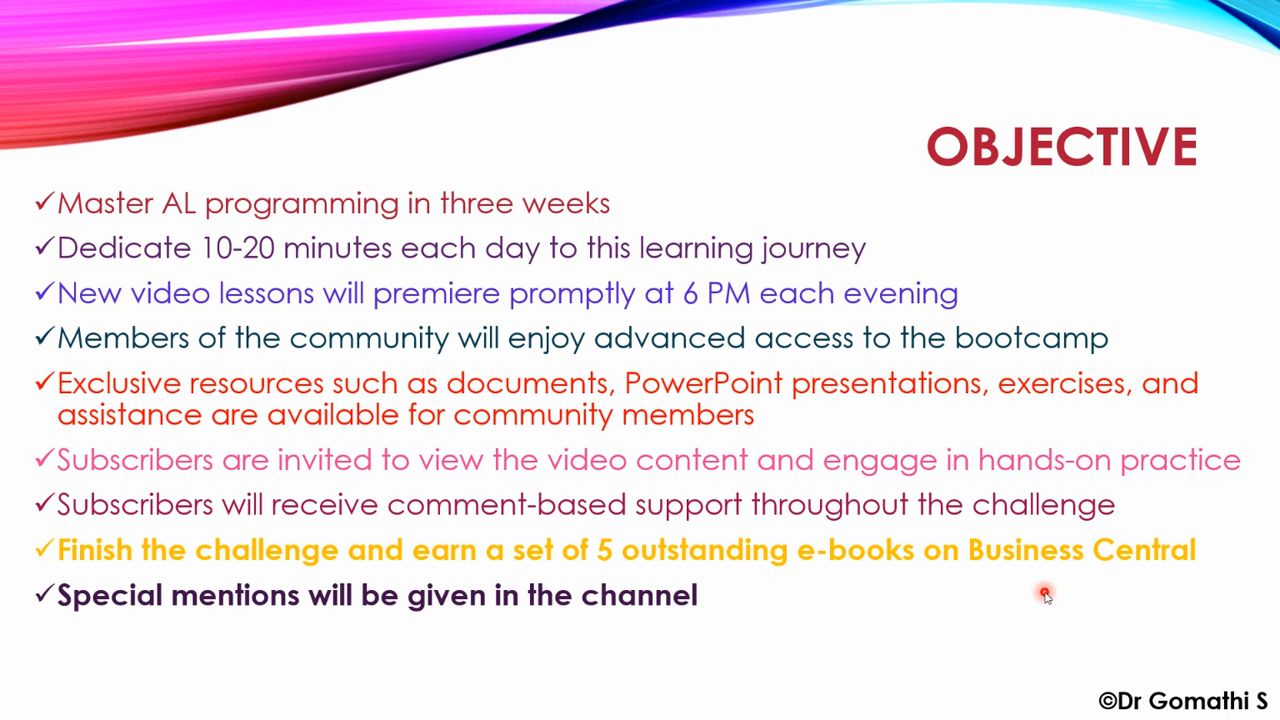 OBJECTIVE
✓Master AL programming in three weeks
✓Dedicate 10-20 minutes each day to this learning journey
✓New video lessons will premiere promptly at 6 PM each evening
✓Members of the community will enjoy advanced access to the bootcamp
✓Exclusive resources such as documents, PowerPoint presentations, exercises, and
assistance are available for community members
✓Subscribers are invited to view the video content and engage in hands-on practice
✓Subscribers will receive comment-based support throughout the challenge
✓Finish the challenge and earn a set of 5 outstanding e-books on Business Central
✓Special mentions will be given in the channel
©Dr Gomathi S